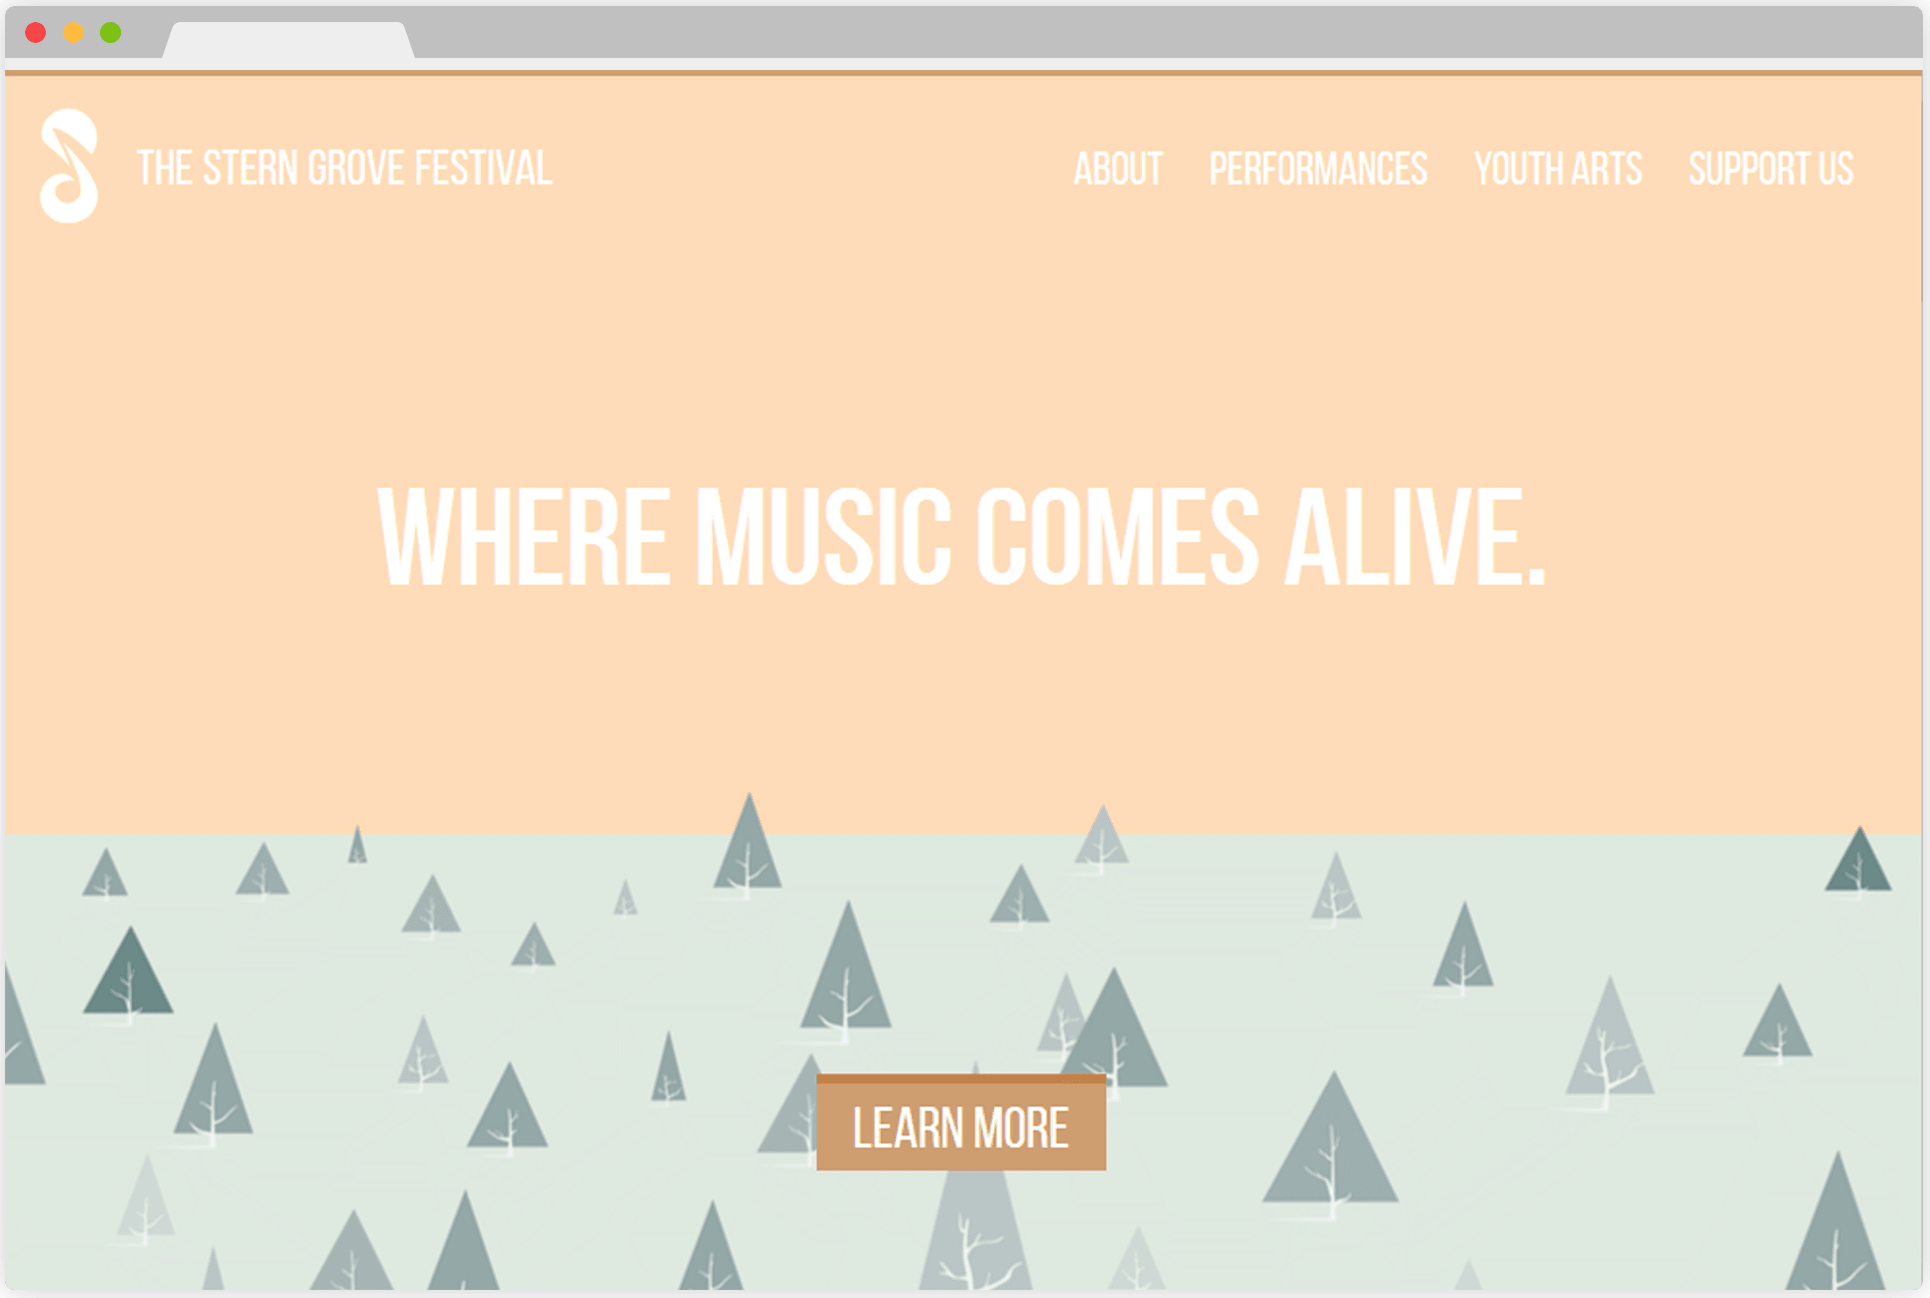 THE STERN GROVE FESTIVAL
ABOUT PERFORMANCES YOUTH ARTS SUPPORT US
WHERE MUSIC COMES ALIVE.
LEARN MORE